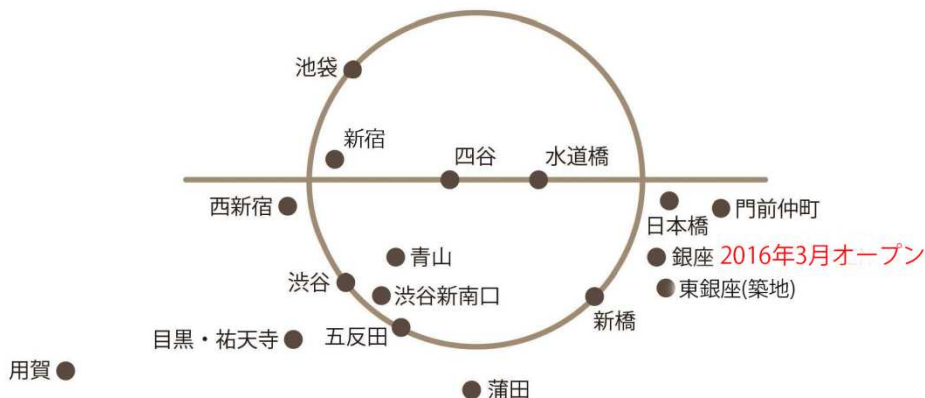 池袋
新宿
四谷
水道橋
西新宿
日本橋
門前仲町
青山
銀座 2016年3月オープン
渋谷
渋谷新南口
東銀座(築地)
新橋
目黒・祐天寺
五反田
用賀
蒲田